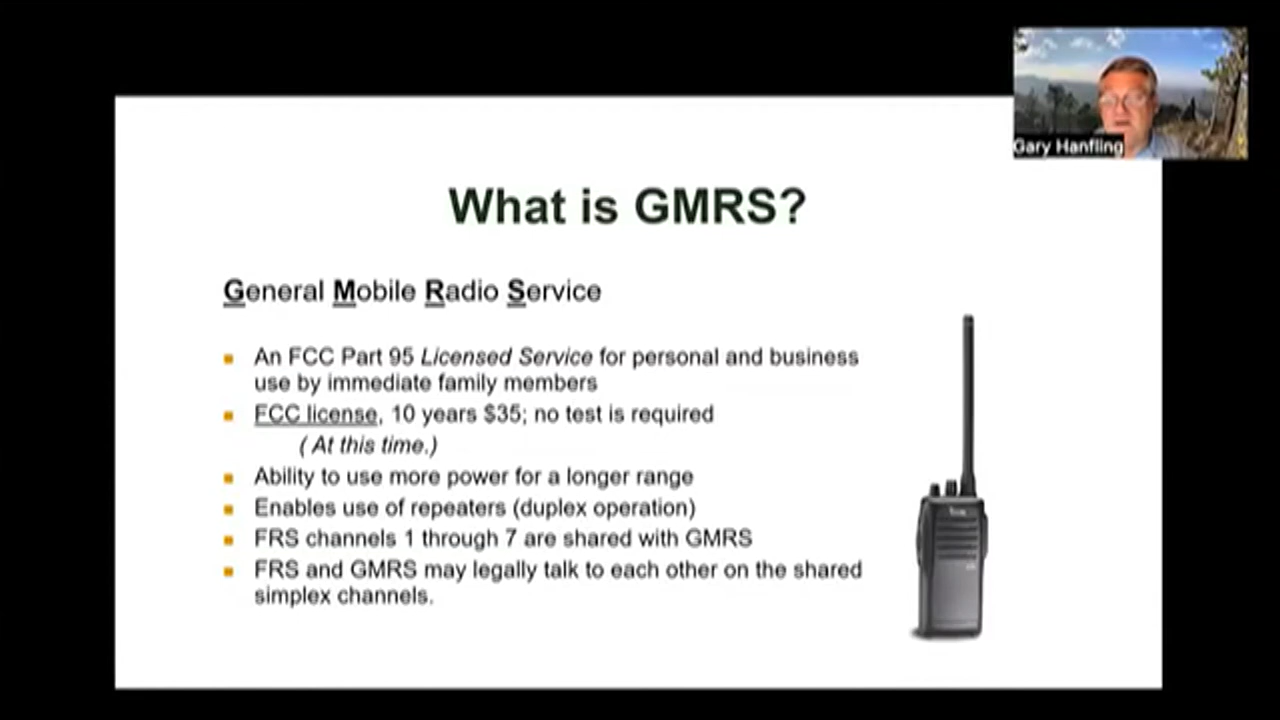 Gary Hanfling
What is GMRS?
General Mobile Radio Service
An FCC Part 95 Licensed Service for personal and business
use by immediate family members
FCC license, 10 years $35; no test is required
( At this time.)
Ability to use more power for a longer range
Enables use of repeaters (duplex operation)
FRS channels 1 through 7 are shared with GMRS
FRS and GMRS may legally talk to each other on the shared
simplex channels.